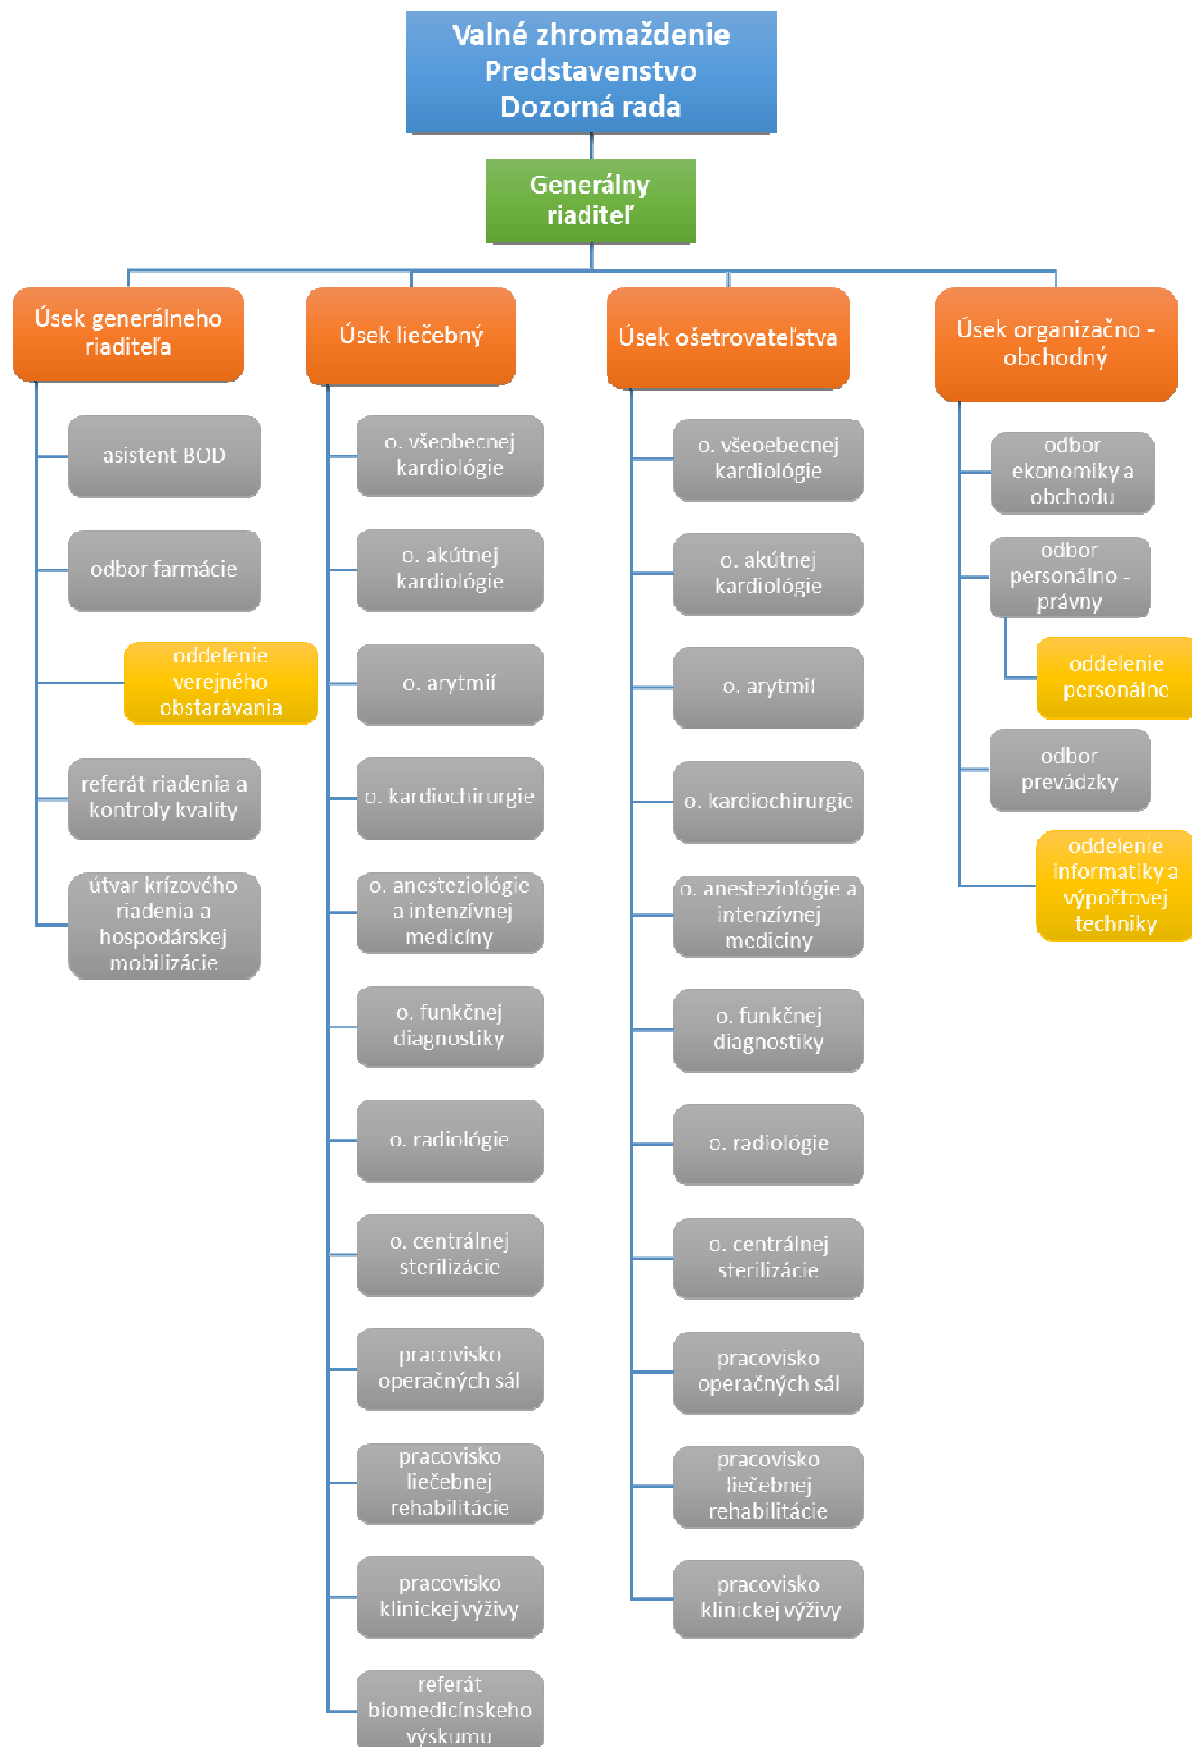 Valné zhromaždenie
Predstavenstvo
Dozorná rada
Generálny
riaditeľ
Úsek generálneho
riaditeľa
asistent BOD
odbor farmácie
oddelenie
verejného
obstarávania
referát riadenia a
kontroly kvality
útvar krízového
riadenia a
hospodárskej
mobilizácie
Úsek liečebný
o. všeobecnej
kardiológie
o. akútnej
kardiológie
o. arytmií
o. kardiochirurgie
o. anesteziológie
a intenzívnej
medicíny
o. funkčnej
diagnostiky
o. radiológie
o. centrálnej
sterilizácie
pracovisko
operačných sál
pracovisko
liečebnej
rehabilitácie
pracovisko
klinickej výživy
referát
biomedicínskeho
výskumu
Úsek ošetrovateľstva
o. všeoebecnej
kardiológie
o. akútnej
kardiológie
o. arytmií
o. kardiochirurgie
o. anesteziológie a
intenzívnej
medicíny
o. funkčnej
diagnostiky
o. radiológie
o. centrálnej
sterilizácie
pracovisko
operačných sál
pracovisko
liečebnej
rehabilitácie
pracovisko
klinickej výživy
Úsek organizačno -
obchodný
odbor
ekonomiky a
obchodu
odbor
personálno -
právny
oddelenie
personálne
odbor
prevádzky
oddelenie
informatiky a
výpočtovej
techniky